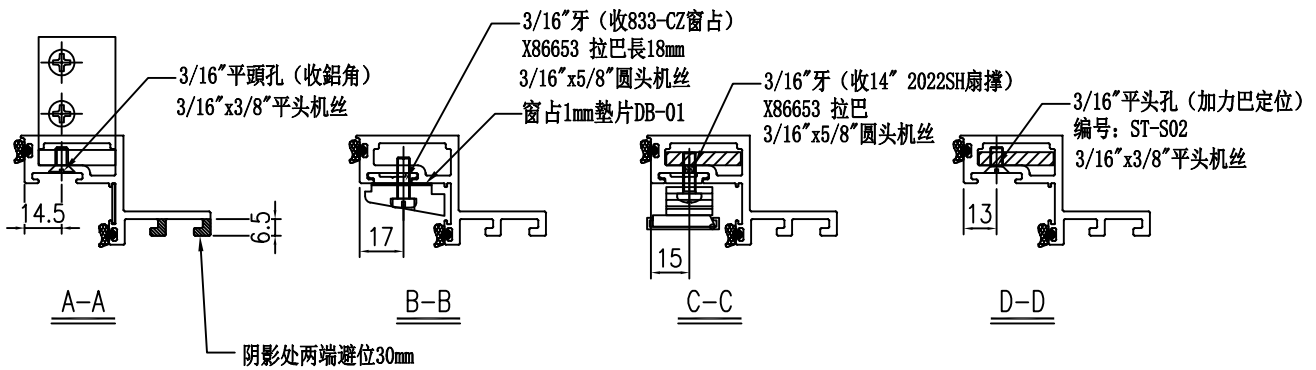 3/16"平頭孔（收鋁角）
3/16"x3/8"平头机丝
14.5
6.5
A-A
阴影处两端避位30mm
3/16"牙（收833-CZ窗占）
X86653 拉巴長18mm
3/16"x5/8"圆头机丝
窗占1mm墊片DB-01
17
B-B
3/16"牙（收14" 2022SH扇撑）
X86653 拉巴
3/16"x5/8"圆头机丝
15
C-C
3/16"平头孔（加力巴定位）
编号：ST-S02
3/16"x3/8"平头机丝
13
D-D